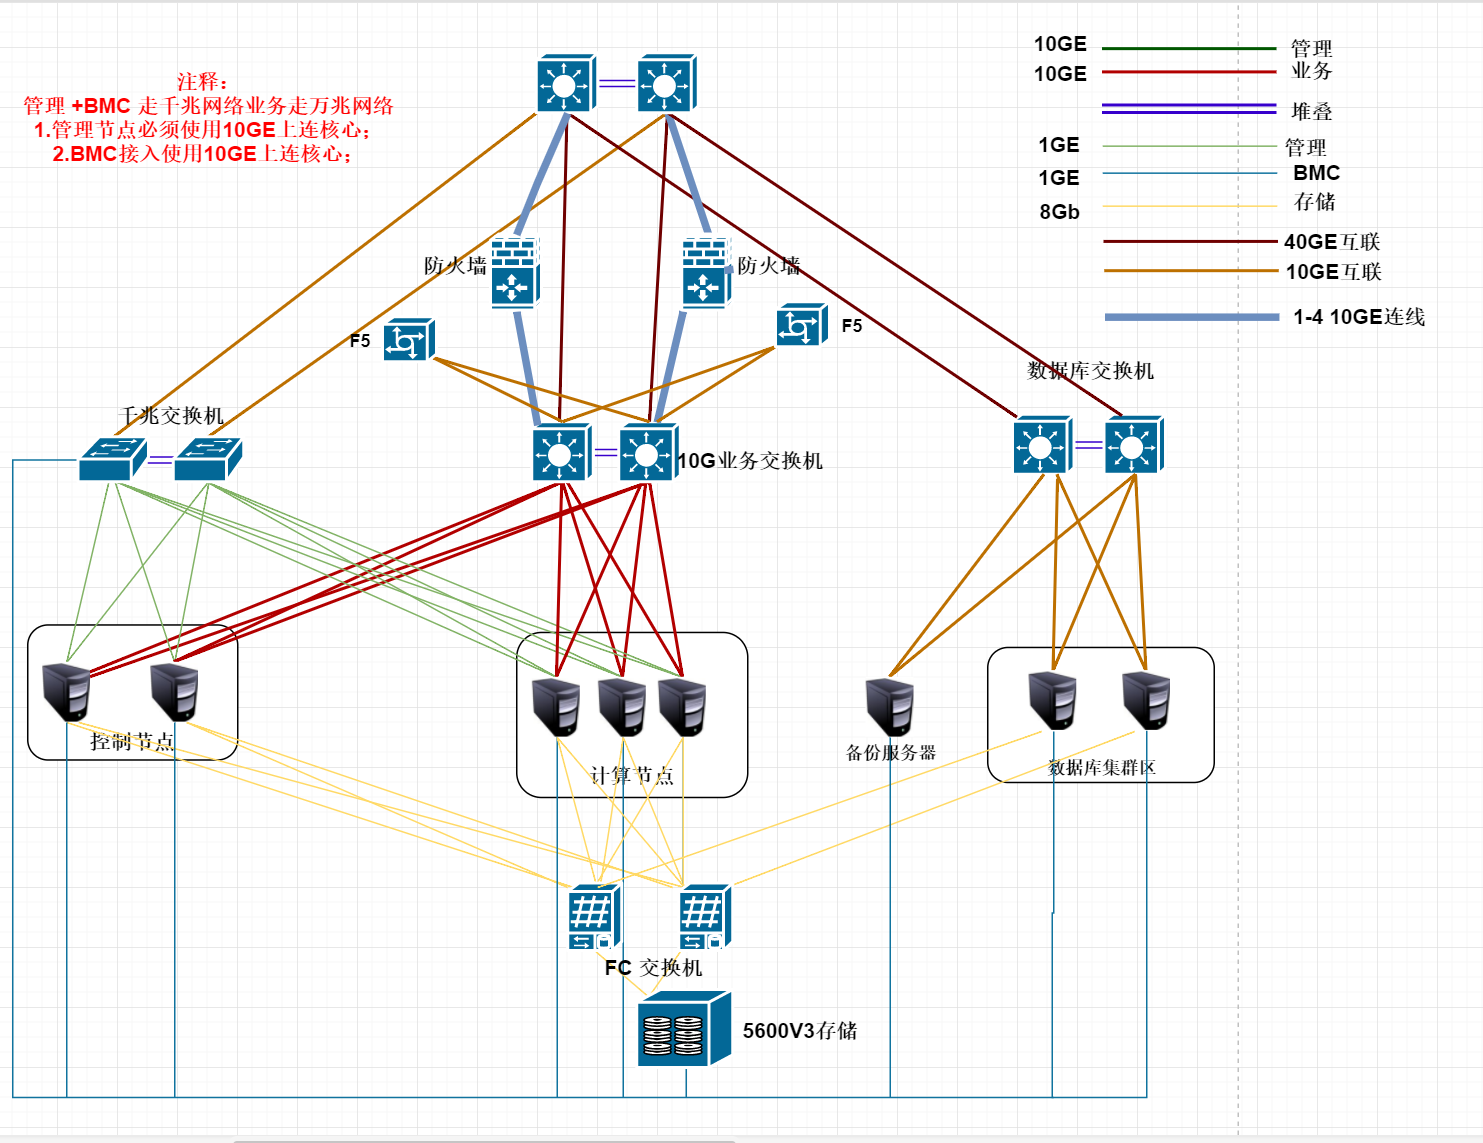 注释：
管理 +BMC 走千兆网络业务走万兆网络
1.管理节点必须使用10GE上连核心；
2.BMC接入使用10GE上连核心；
10GE 管理
10GE 业务
堆叠
1GE 管理
1GE BMC
8Gb 存储
40GE互联
10GE互联
1-4 10GE连线
防火墙
防火墙
F5
F5
数据库交换机
千兆交换机
10G业务交换机
控制节点
计算节点
备份服务器
数据库集群区
FC 交换机
5600V3存储